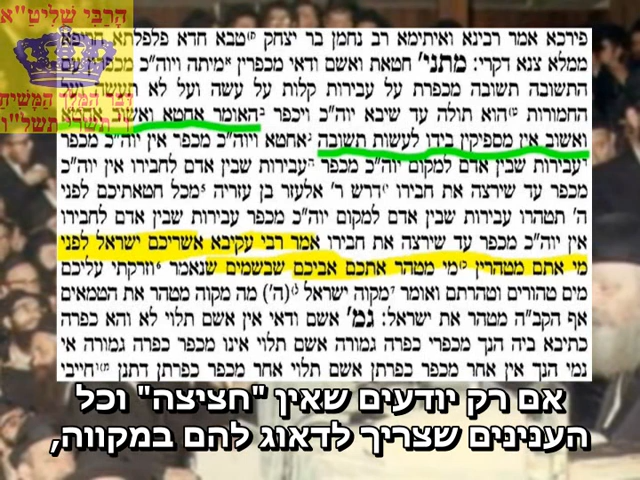 הָרַבִּי שְׁלִיטָ"א
דְּבַר הַמֶּלֶךְ הַמָּשִׁיחַ
ו' תשרי תשל"ו
פירכא אמר רבינא ואיתימא רב נחמן בר יצחק טבא חדא פלפלתא חריפא
ממלא צנא דקרי: מתני' חטאת ואשם ודאי מכפרין מיתה ויוה"כ מכפרין עם
התשובה תשובה מכפרת על עבירות קלות על עשה ועל לא תעשה ועל
החמורות הוא תולה עד שיבא יוה"כ ויכפר האומר אחטא ואשוב אחטא
ואשוב אין מספיקין בידו לעשות תשובה אחטא ויוה"כ מכפר אין יוה"כ מכפר
עבירות שבין אדם למקום יוה"כ מכפר עבירות שבין אדם לחבירו אין יוה"כ
מכפר עד שירצה את חבירו דרש ר' אלעזר בן עזריה מכל חטאתיכם לפני
ה' תטהרו עבירות שבין אדם למקום יוה"כ מכפר עבירות שבין אדם לחבירו
אין יוה"כ מכפר עד שירצה את חבירו אמר רבי עקיבא אשריכם ישראל לפני
מי אתם מטהרין מי מטהר אתכם אביכם שבשמים שנאמר וזרקתי עליכם
מים טהורים וטהרתם ואומר מקוה ישראל (ה') מה מקוה מטהר את הטמאים
אף הקב"ה מטהר את ישראל: גמ' אשם ודאי אין אשם תלוי לא והא כפרה
כתיבא ביה הנך מכפרי כפרה גמורה אשם תלוי אינו מכפר כפרה גמורה אי
נמי הנך אין אחר מכפר כפרתן אשם תלוי אחר מכפר כפרתן דתנן חייבי
אם רק יודעים שאין "חציצה" וכל
הענינים שצריך לדאוג להם במקווה,